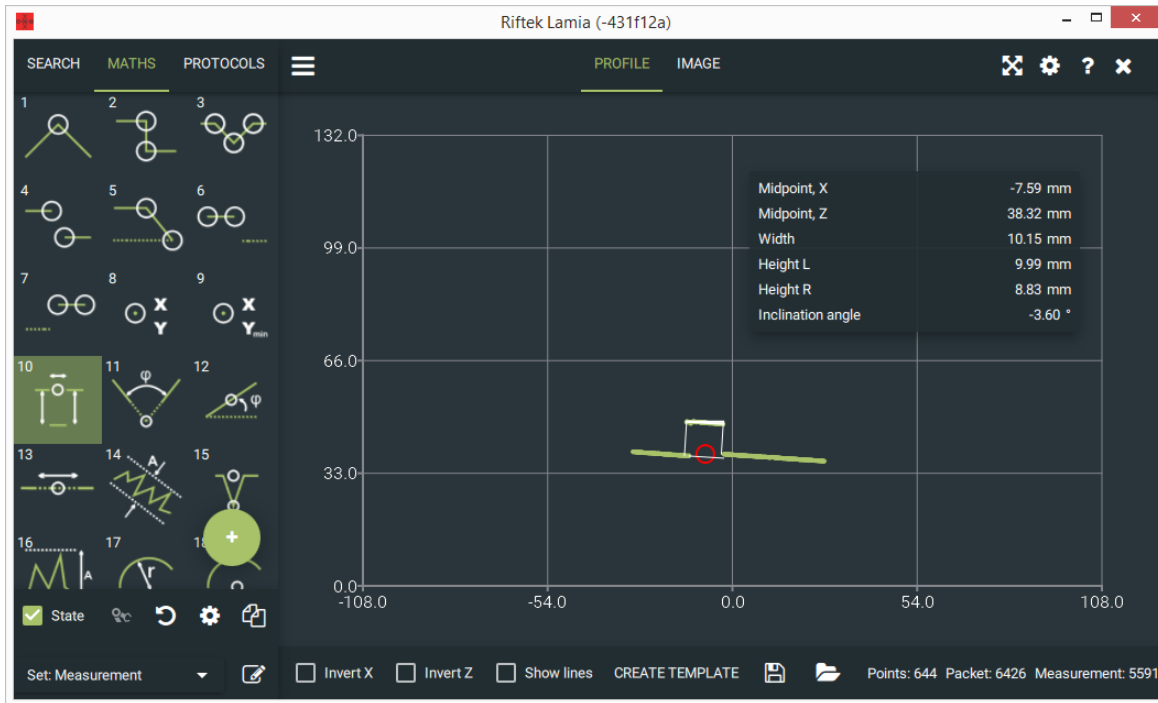 Riftek Lamia (-431f12a)
SEARCH MATHS PROTOCOLS
PROFILE IMAGE
?
1 2 3
4 5 6
7 8 9
X Y
X Ymin
10 11 12
φ
φ
13 14 15
A
16 17 18
A
r
+
State
Set: Measurement
132.0
99.0
66.0
33.0
0.0
-108.0 -54.0 0.0 54.0 108.0
Midpoint, X -7.59 mm
Midpoint, Z 38.32 mm
Width 10.15 mm
Height L 9.99 mm
Height R 8.83 mm
Inclination angle -3.60 °
Invert X Invert Z Show lines CREATE TEMPLATE Points: 644 Packet: 6426 Measurement: 5591